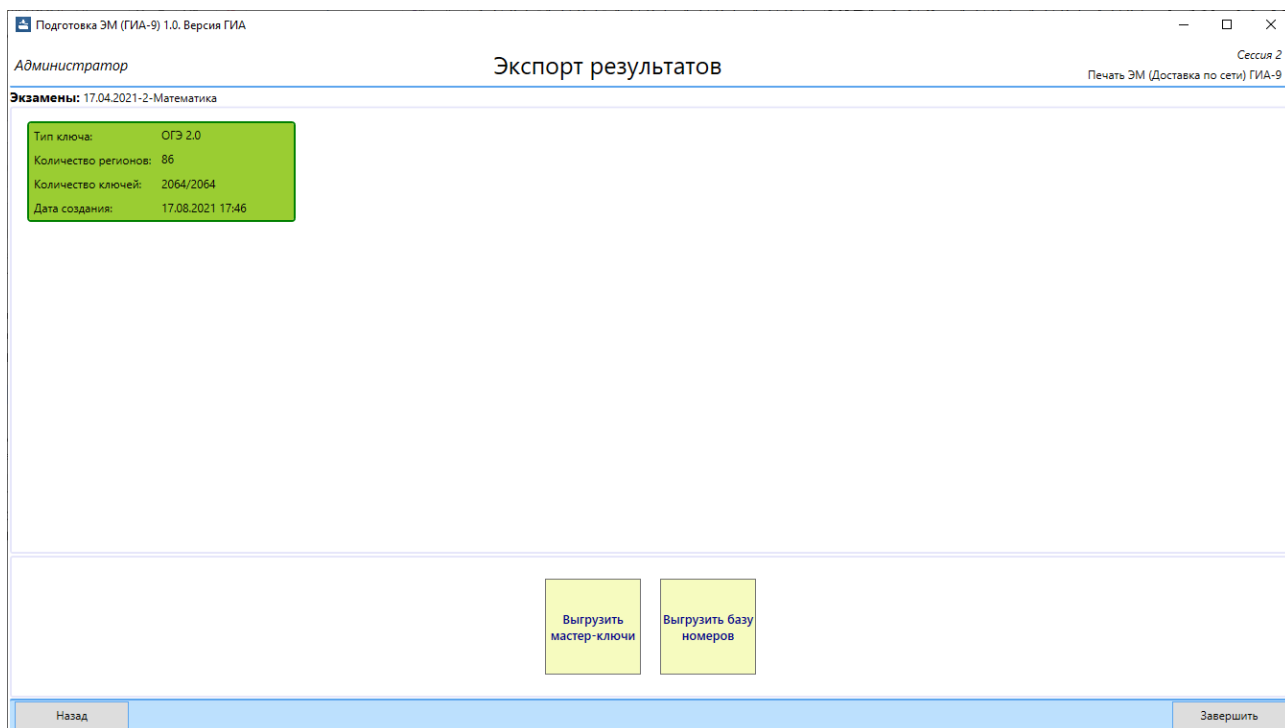 Подготовка ЭМ (ГИА-9) 1.0. Версия ГИА
Администратор
Экспорт результатов
Сессия 2
Печать ЭМ (Доставка по сети) ГИА-9
Экзамены: 17.04.2021-2-Математика
Тип ключа: ОГЭ 2.0
Количество регионов: 86
Количество ключей: 2064/2064
Дата создания: 17.08.2021 17:46
Выгрузить
мастер-ключи
Выгрузить базу
номеров
Назад
Завершить